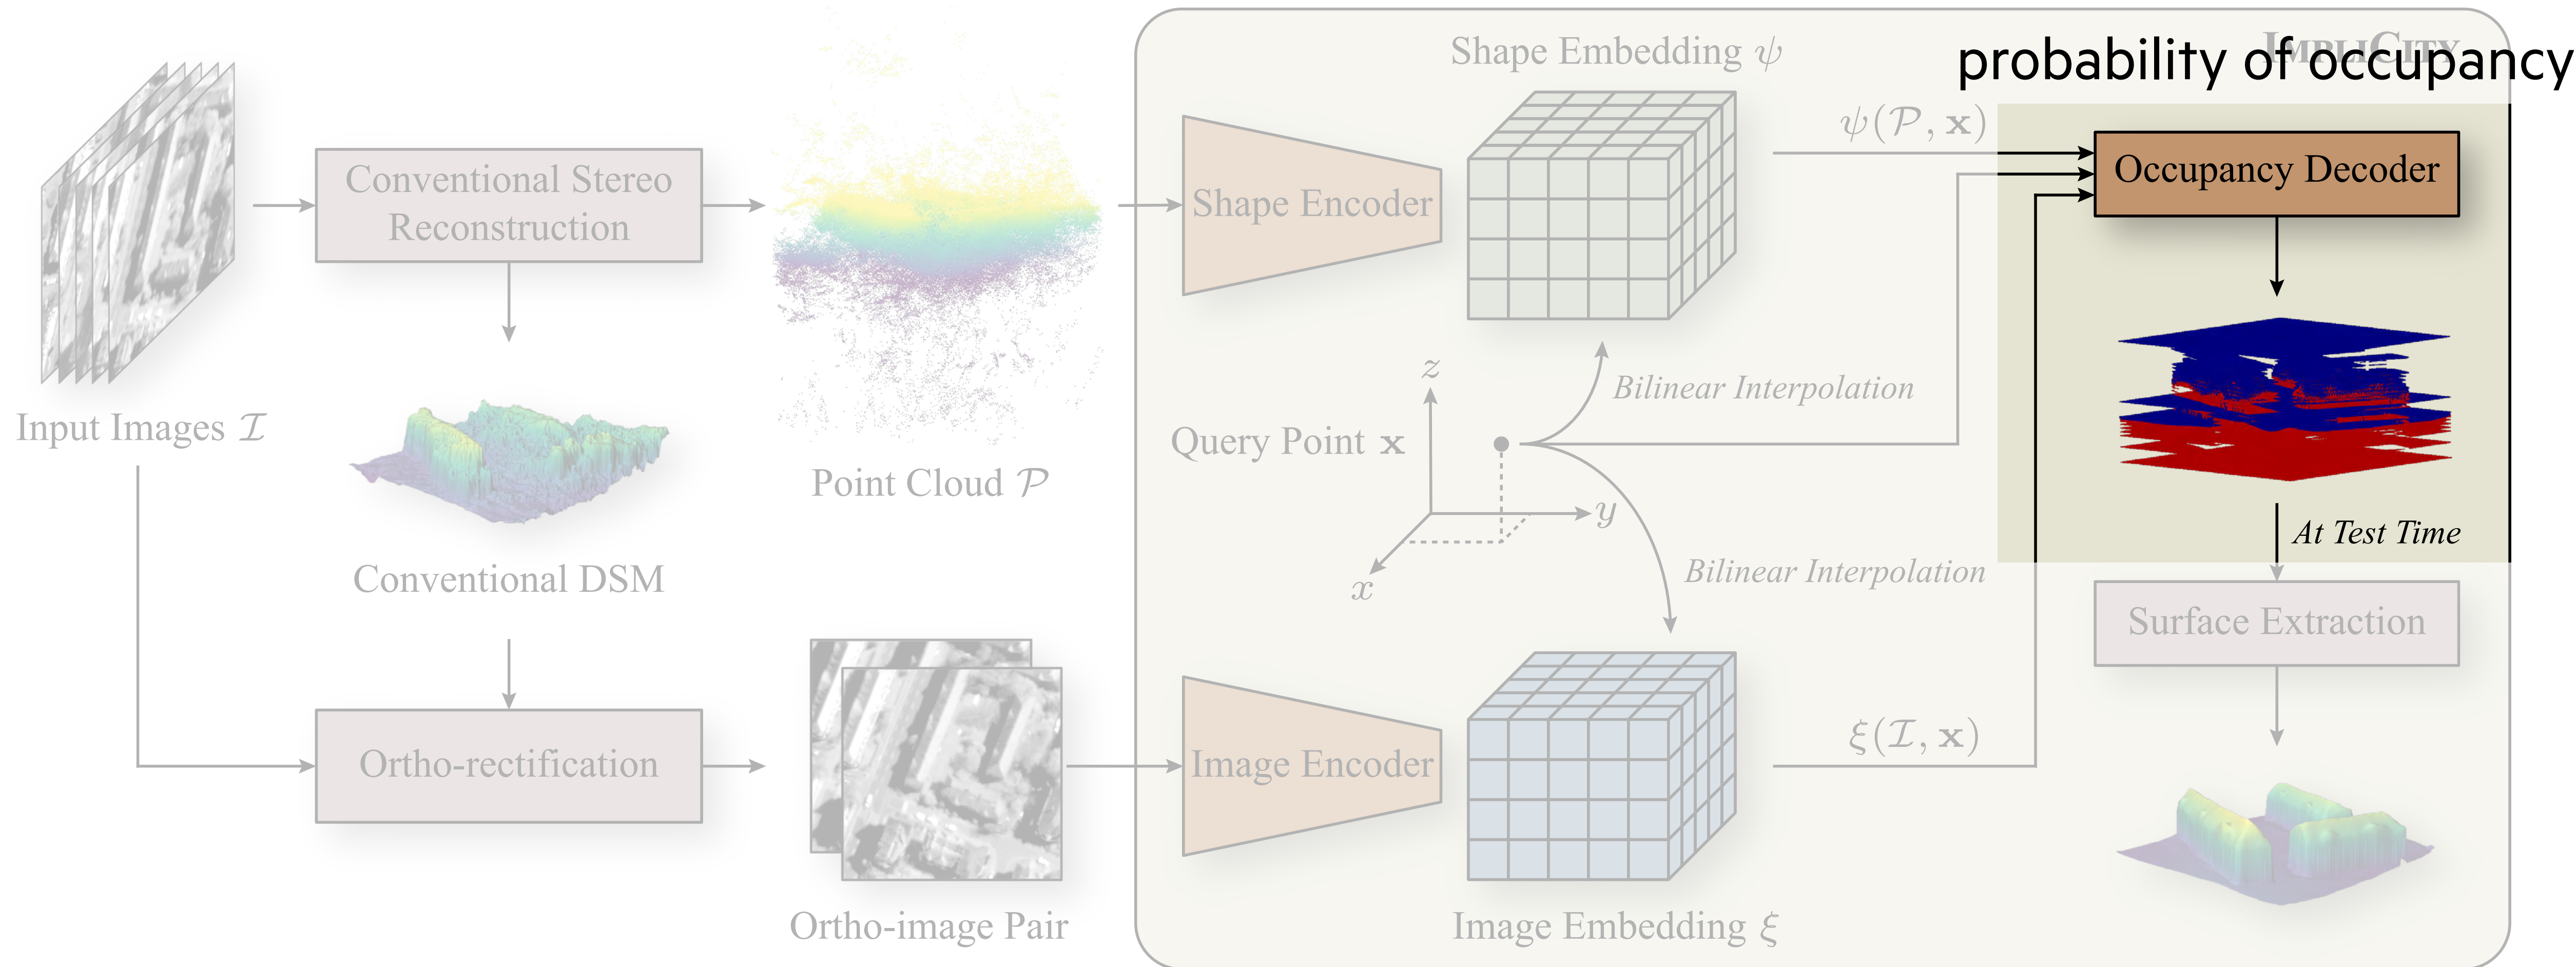 Shape Embedding ψ
IMPLICITY
probability of occupancy
ψ(𝒫, x)
Occupancy Decoder
Conventional Stereo
Reconstruction
Shape Encoder
z
Bilinear Interpolation
Input Images ℐ
Query Point x
Point Cloud 𝒫
y
At Test Time
Conventional DSM
Bilinear Interpolation
x
Surface Extraction
ξ(ℐ, x)
Ortho-rectification
Image Encoder
Ortho-image Pair
Image Embedding ξ